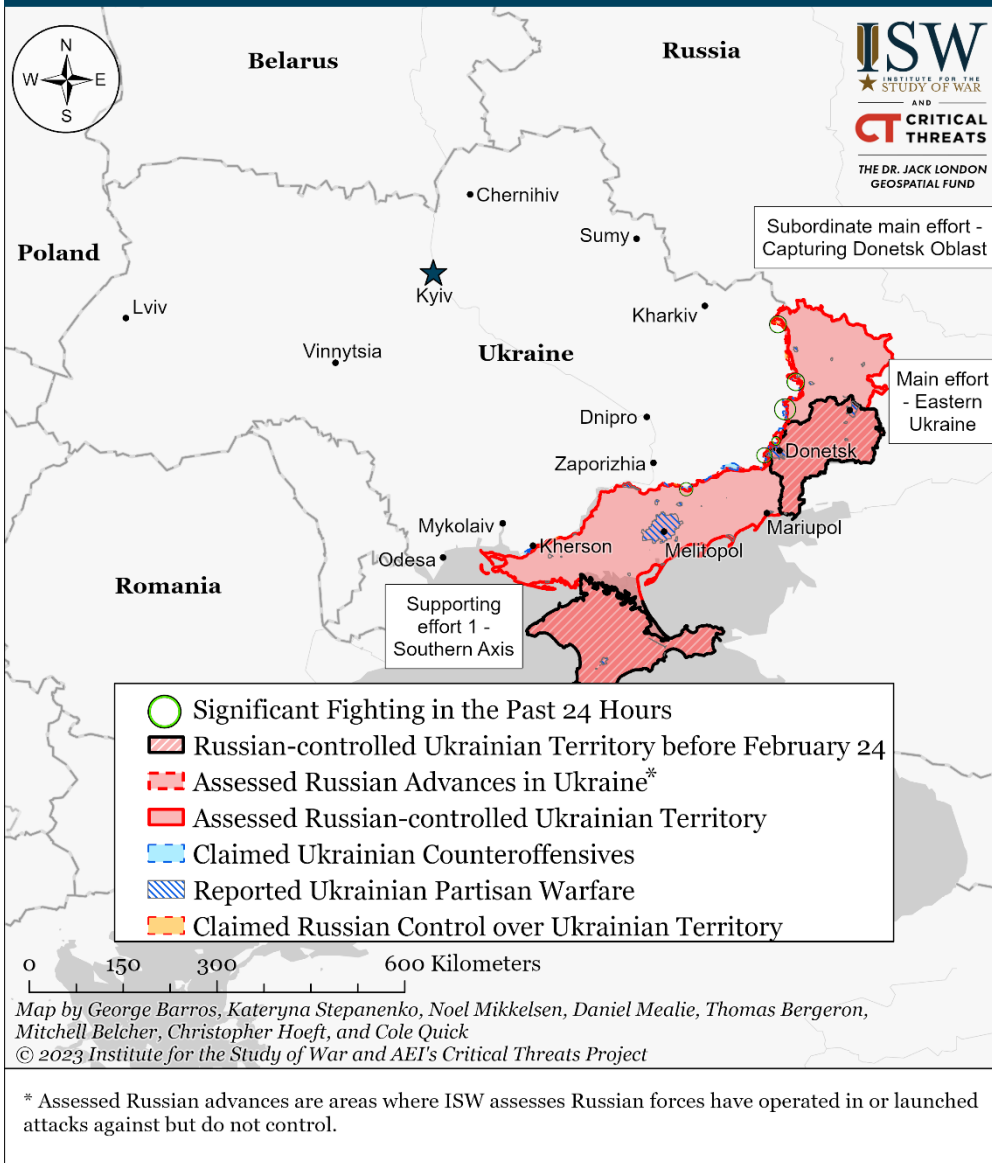 N
W
E
S
Belarus
Russia
ISW
INSTITUTE FOR THE
STUDY OF WAR
AND
CT CRITICAL
THREATS
THE DR. JACK LONDON
GEOSPATIAL FUND
Chernihiv
Sumy
Subordinate main effort -
Capturing Donetsk Oblast
Poland
Kyiv
Lviv
Kharkiv
Vinnytsia
Ukraine
Main effort
- Eastern
Ukraine
Dnipro
Donetsk
Zaporizhia
Mykolaiv
Mariupol
Kherson
Melitopol
Odesa
Romania
Supporting
effort 1 -
Southern Axis
Significant Fighting in the Past 24 Hours
Russian-controlled Ukrainian Territory before February 24
Assessed Russian Advances in Ukraine*
Assessed Russian-controlled Ukrainian Territory
Claimed Ukrainian Counteroffensives
Reported Ukrainian Partisan Warfare
Claimed Russian Control over Ukrainian Territory
0 150 300 600 Kilometers
Map by George Barros, Kateryna Stepanenko, Noel Mikkelsen, Daniel Mealie, Thomas Bergeron,
Mitchell Belcher, Christopher Hoeft, and Cole Quick
© 2023 Institute for the Study of War and AEI's Critical Threats Project
* Assessed Russian advances are areas where ISW assesses Russian forces have operated in or launched
attacks against but do not control.